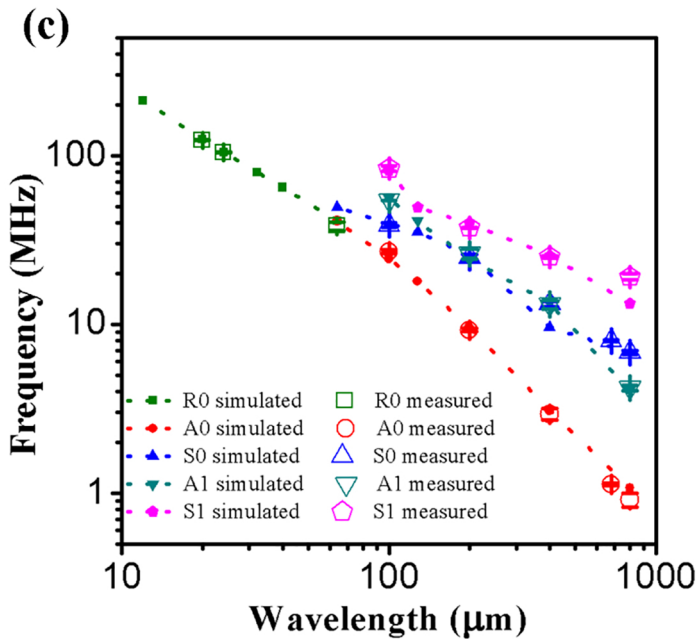 (c)
Frequency (MHz)
100
10
1
R0 simulated R0 measured
A0 simulated A0 measured
S0 simulated S0 measured
A1 simulated A1 measured
S1 simulated S1 measured
10 100 1000
Wavelength (μm)